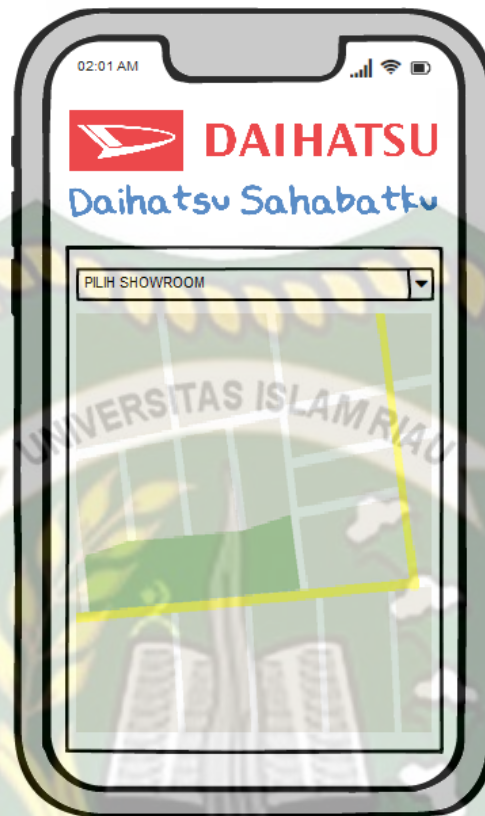 02:01 AM
DAIHATSU
Daihatsu Sahabatku
PILIH SHOWROOM
UNIVERSITAS ISLAM RIAU